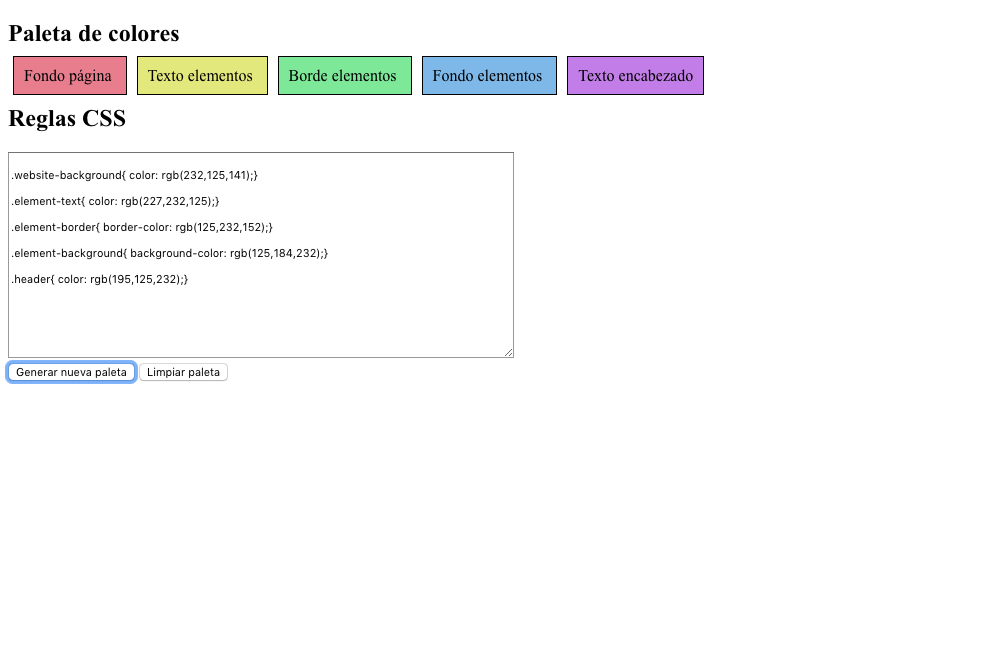 Paleta de colores
Fondo página Texto elementos Borde elementos Fondo elementos Texto encabezado
Reglas CSS
.website-background{ color: rgb(232,125,141);}
.element-text{ color: rgb(227,232,125);}
.element-border{ border-color: rgb(125,232,152);}
.element-background{ background-color: rgb(125,184,232);}
.header{ color: rgb(195,125,232);}
Generar nueva paleta Limpiar paleta